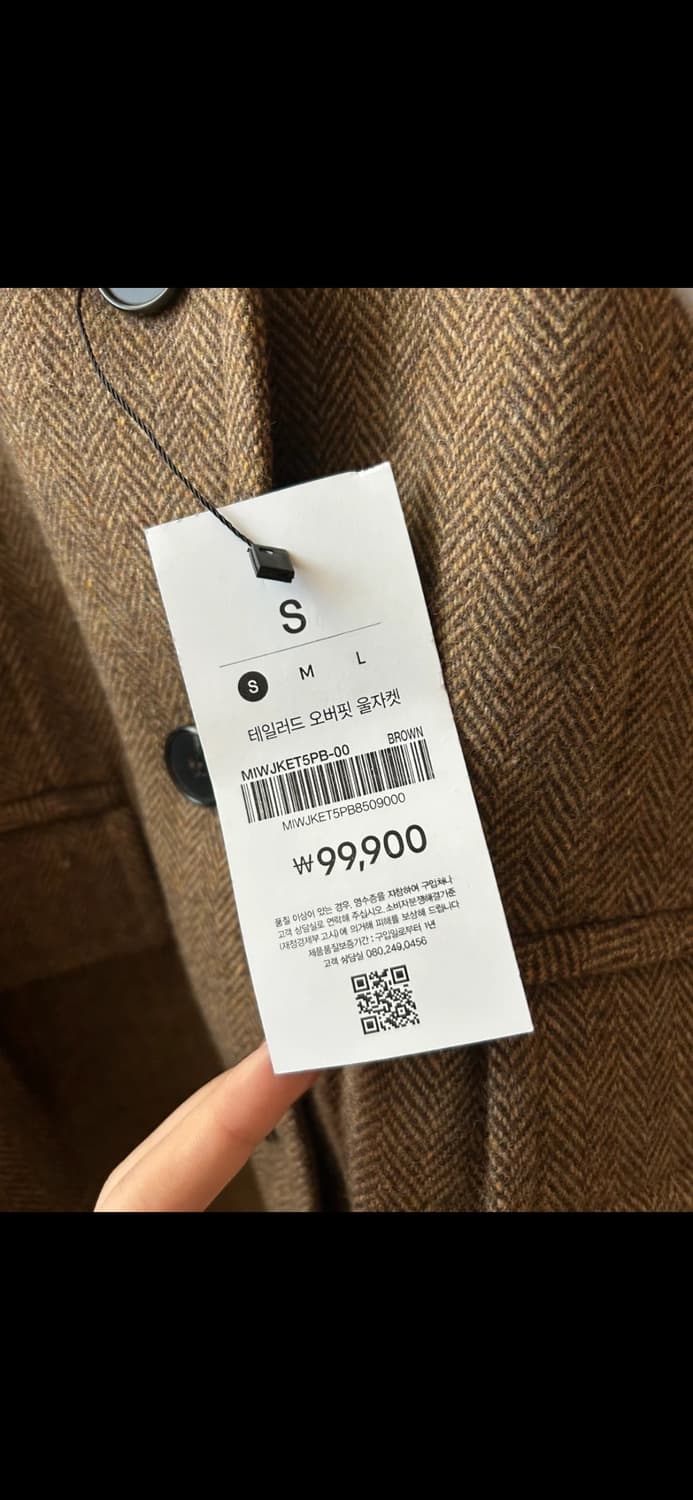 S
S M L
테일러드 오버핏 울자켓
MIWJKET5PB-00 BROWN
MIWJKET5PB8509000
₩99,900
품질 이상이 있는 경우, 영수증을 지참하여 구입처나
고객 상담실로 연락해 주십시오. 소비자분쟁해결기준
(재정경제부 고시)에 의거해 피해를 보상해 드립니다
제품품질보증기간 : 구입일로부터 1년
고객 상담실 080,249,0456